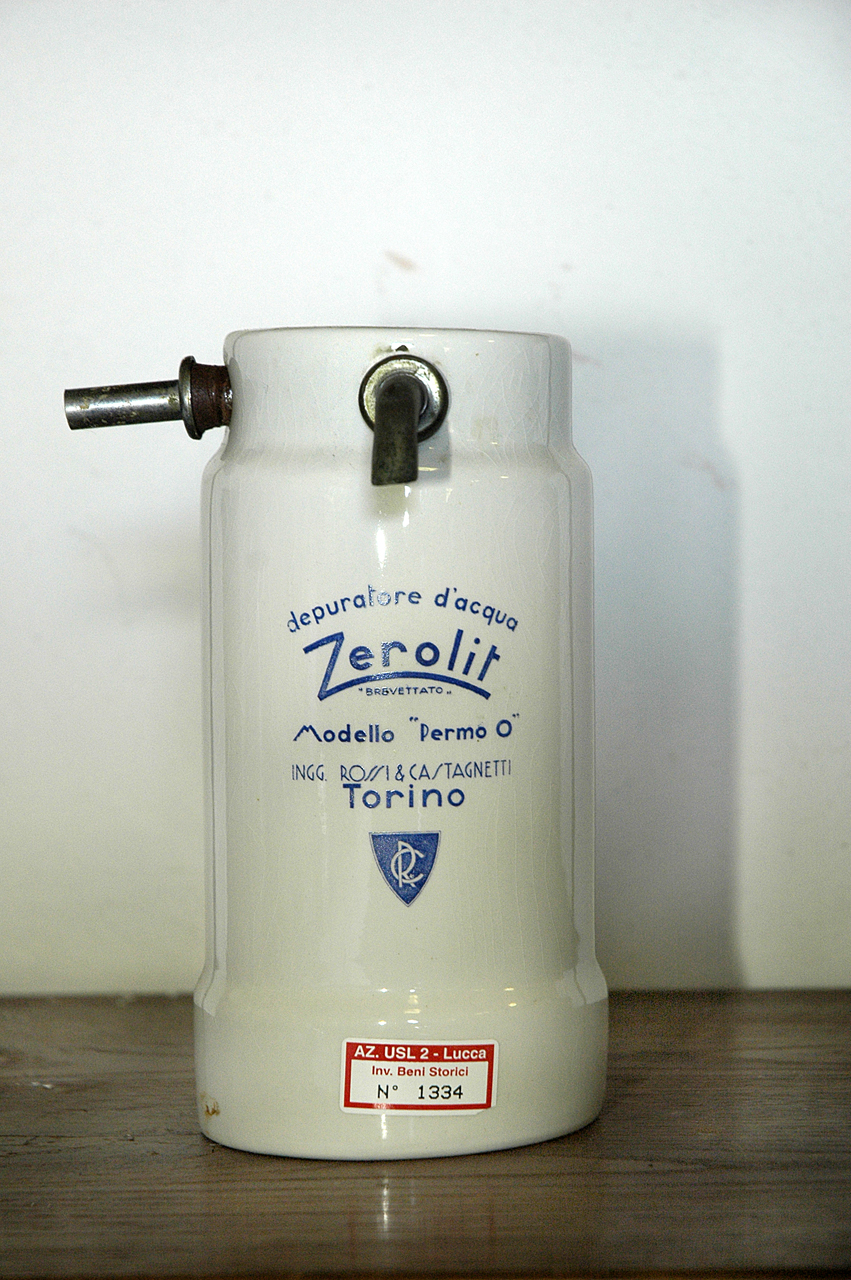 depuratore d'acqua
Zerolit
"BREVETTATO"
Modello "Permo O"
INGG. ROSSI & CASTAGNETTI
Torino
RC
AZ. USL 2 - Lucca
Inv. Beni Storici
N° 1334